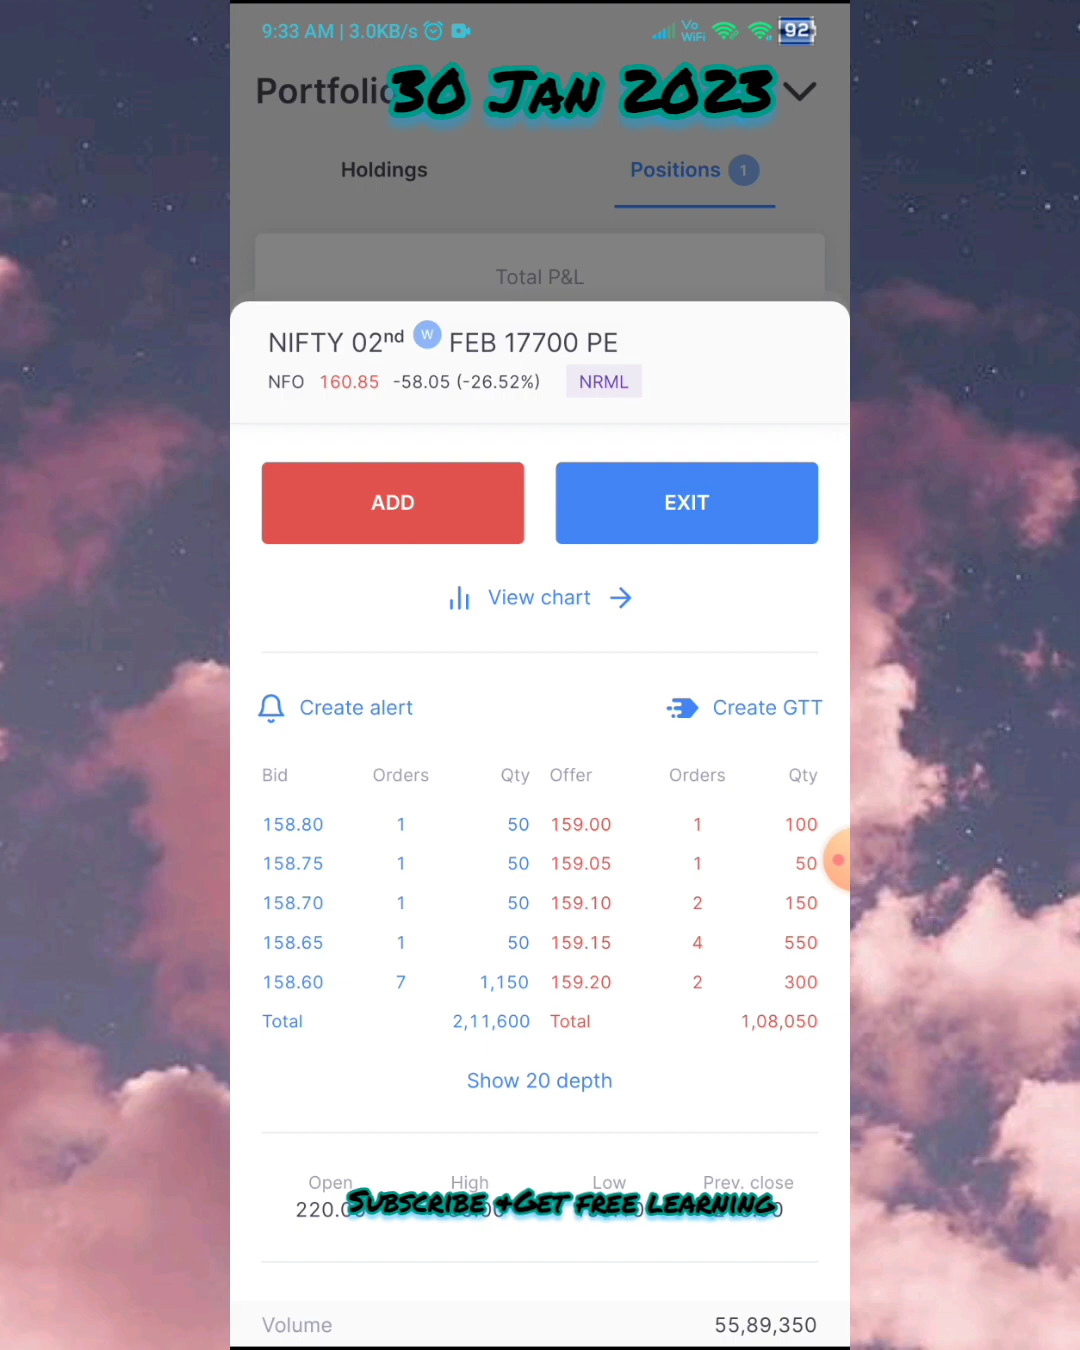 9:33 AM | 3.0KB/s
Vo WiFi
92
30 Jan 2023
Holdings
Positions 1
Total P&L
NIFTY 02nd W FEB 17700 PE
NFO 160.85 -58.05 (-26.52%) NRML
ADD
EXIT
View chart
Create alert
Create GTT
Bid Orders Qty Offer Orders Qty
158.80 1 50 159.00 1 100
158.75 1 50 159.05 1 50
158.70 1 50 159.10 2 150
158.65 1 50 159.15 4 550
158.60 7 1,150 159.20 2 300
Total 2,11,600 Total 1,08,050
Show 20 depth
Open High Low Prev. close
Subscribe +Get free learning
Volume 55,89,350